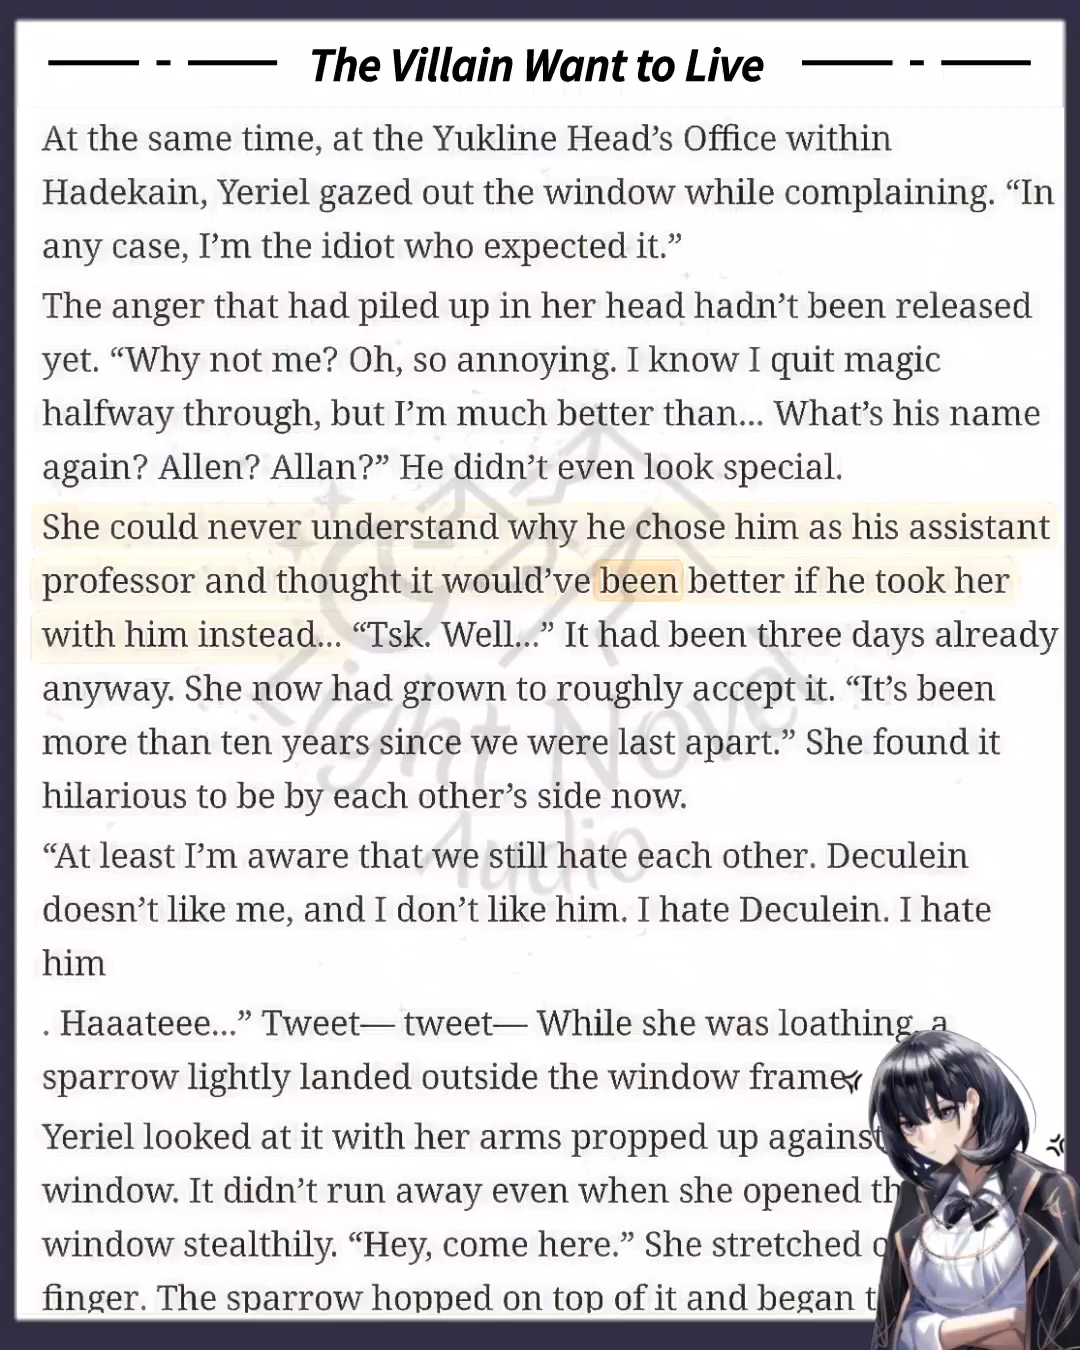 The Villain Want to Live
At the same time, at the Yukline Head’s Office within
Hadekain, Yeriel gazed out the window while complaining. “In
any case, I’m the idiot who expected it.”
The anger that had piled up in her head hadn’t been released
yet. “Why not me? Oh, so annoying. I know I quit magic
halfway through, but I’m much better than... What’s his name
again? Allen? Allan?” He didn’t even look special.
She could never understand why he chose him as his assistant
professor and thought it would’ve been better if he took her
with him instead... “Tsk. Well...” It had been three days already
anyway. She now had grown to roughly accept it. “It’s been
more than ten years since we were last apart.” She found it
hilarious to be by each other’s side now.
“At least I’m aware that we still hate each other. Deculein
doesn’t like me, and I don’t like him. I hate Deculein. I hate
him
. Haaateee...” Tweet— tweet— While she was loathing, a
sparrow lightly landed outside the window frame.
Yeriel looked at it with her arms propped up against
window. It didn’t run away even when she opened th
window stealthily. “Hey, come here.” She stretched o
finger. The sparrow hopped on top of it and began t
Light Novel
Audio